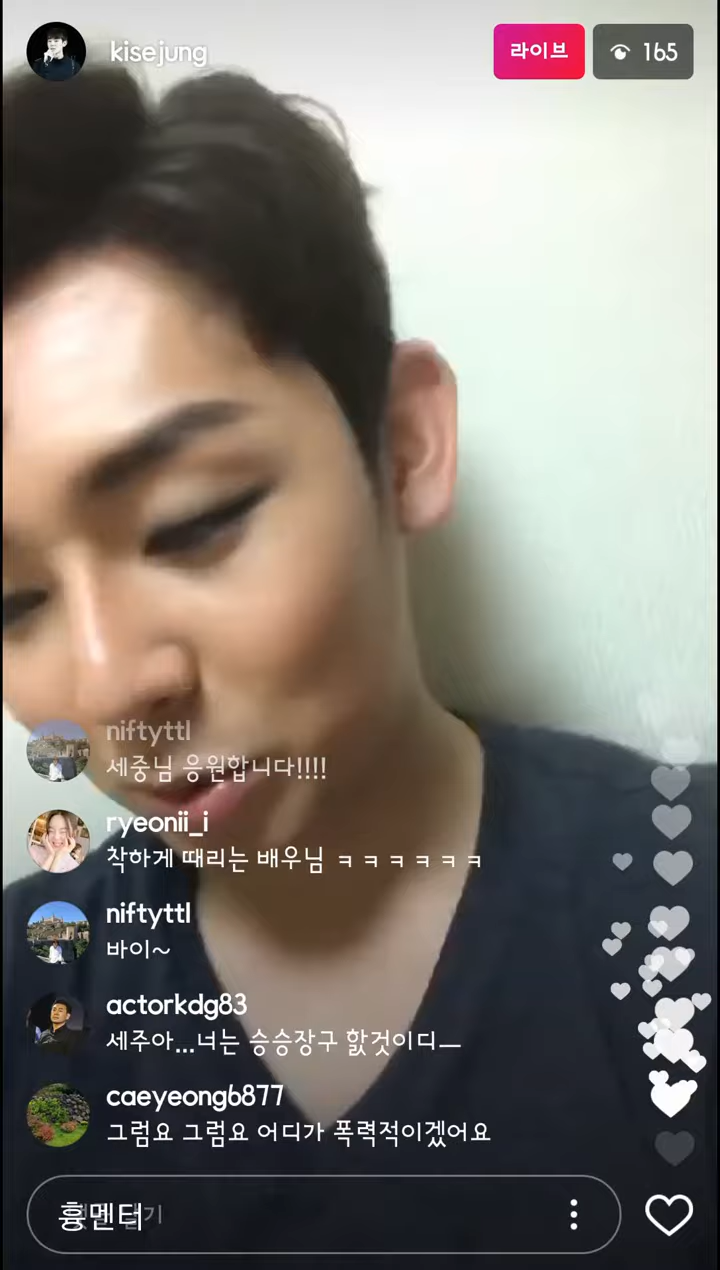 kisejung
라이브
165
niftyttl
세중님 응원합니다!!!!
ryeonii_i
착하게 때리는 배우님 ㅋ ㅋ ㅋ ㅋ ㅋ ㅋ
niftyttl
바이~
actorkdg83
세주아...너는 승승장구 핤것이디ㅡ
caeyeong6877
그럼요 그럼요 어디가 폭력적이겠어요
흉멘터